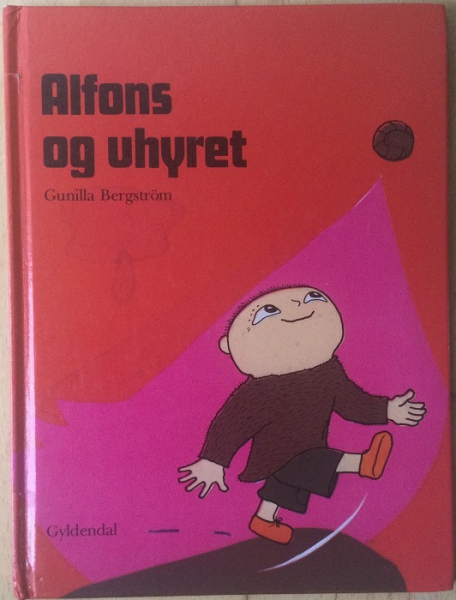 Alfons
og uhyret
Gunilla Bergström
Gyldendal